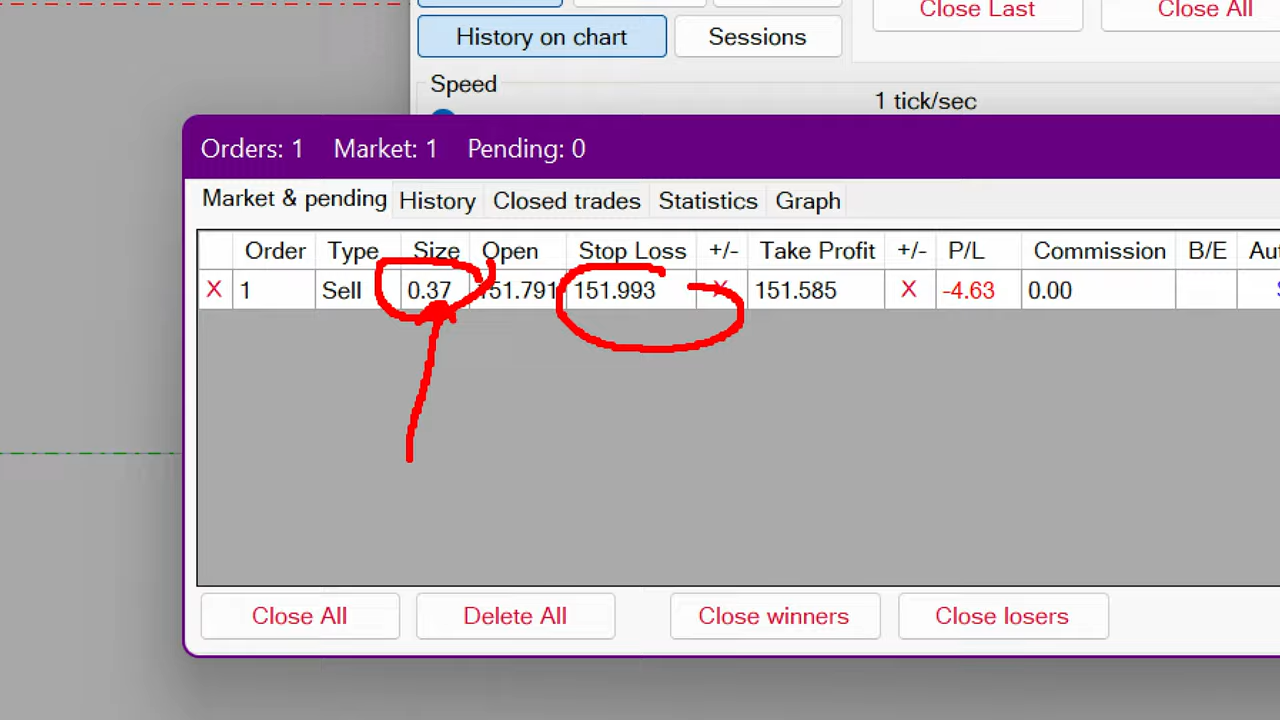 Close Last Close All
History on chart Sessions
Speed
1 tick/sec
Orders: 1 Market: 1 Pending: 0
Market & pending History Closed trades Statistics Graph
Order Type Size Open Stop Loss +/- Take Profit +/- P/L Commission B/E
X 1 Sell 0.37 151.791 151.993 X 151.585 X -4.63 0.00
Close All Delete All Close winners Close losers